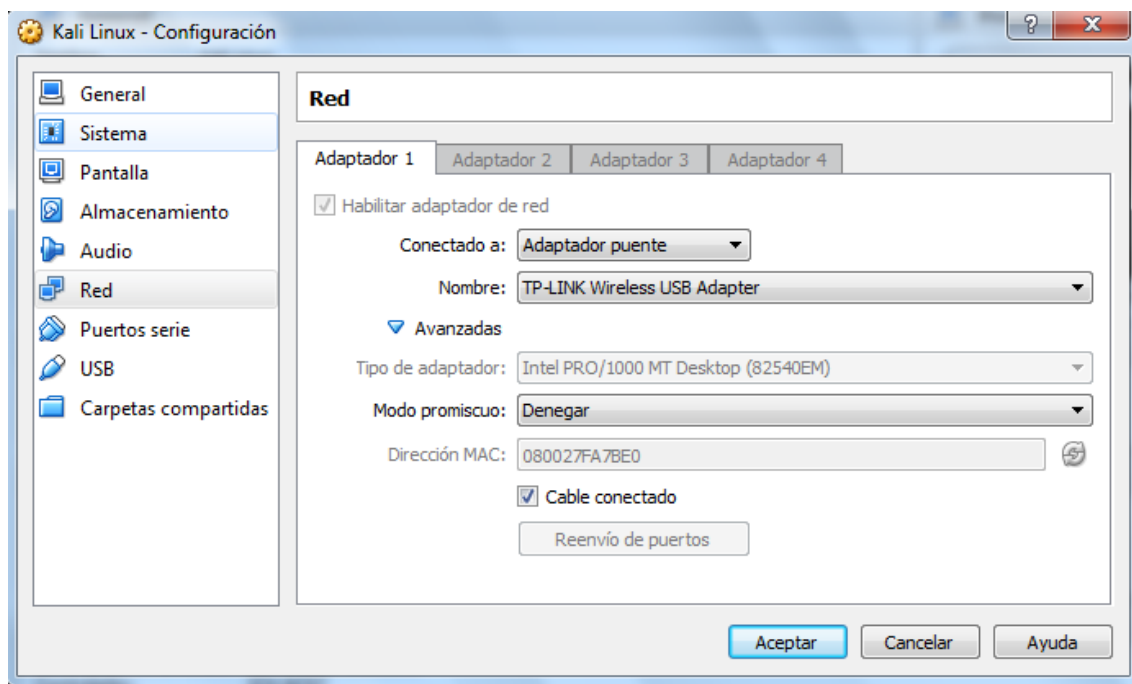 Kali Linux - Configuración
General
Sistema
Pantalla
Almacenamiento
Audio
Red
Puertos serie
USB
Carpetas compartidas
Red
Adaptador 1 Adaptador 2 Adaptador 3 Adaptador 4
Habilitar adaptador de red
Conectado a: Adaptador puente
Nombre: TP-LINK Wireless USB Adapter
Avanzadas
Tipo de adaptador: Intel PRO/1000 MT Desktop (82540EM)
Modo promiscuo: Denegar
Dirección MAC: 080027FA7BE0
Cable conectado
Reenvío de puertos
Aceptar Cancelar Ayuda